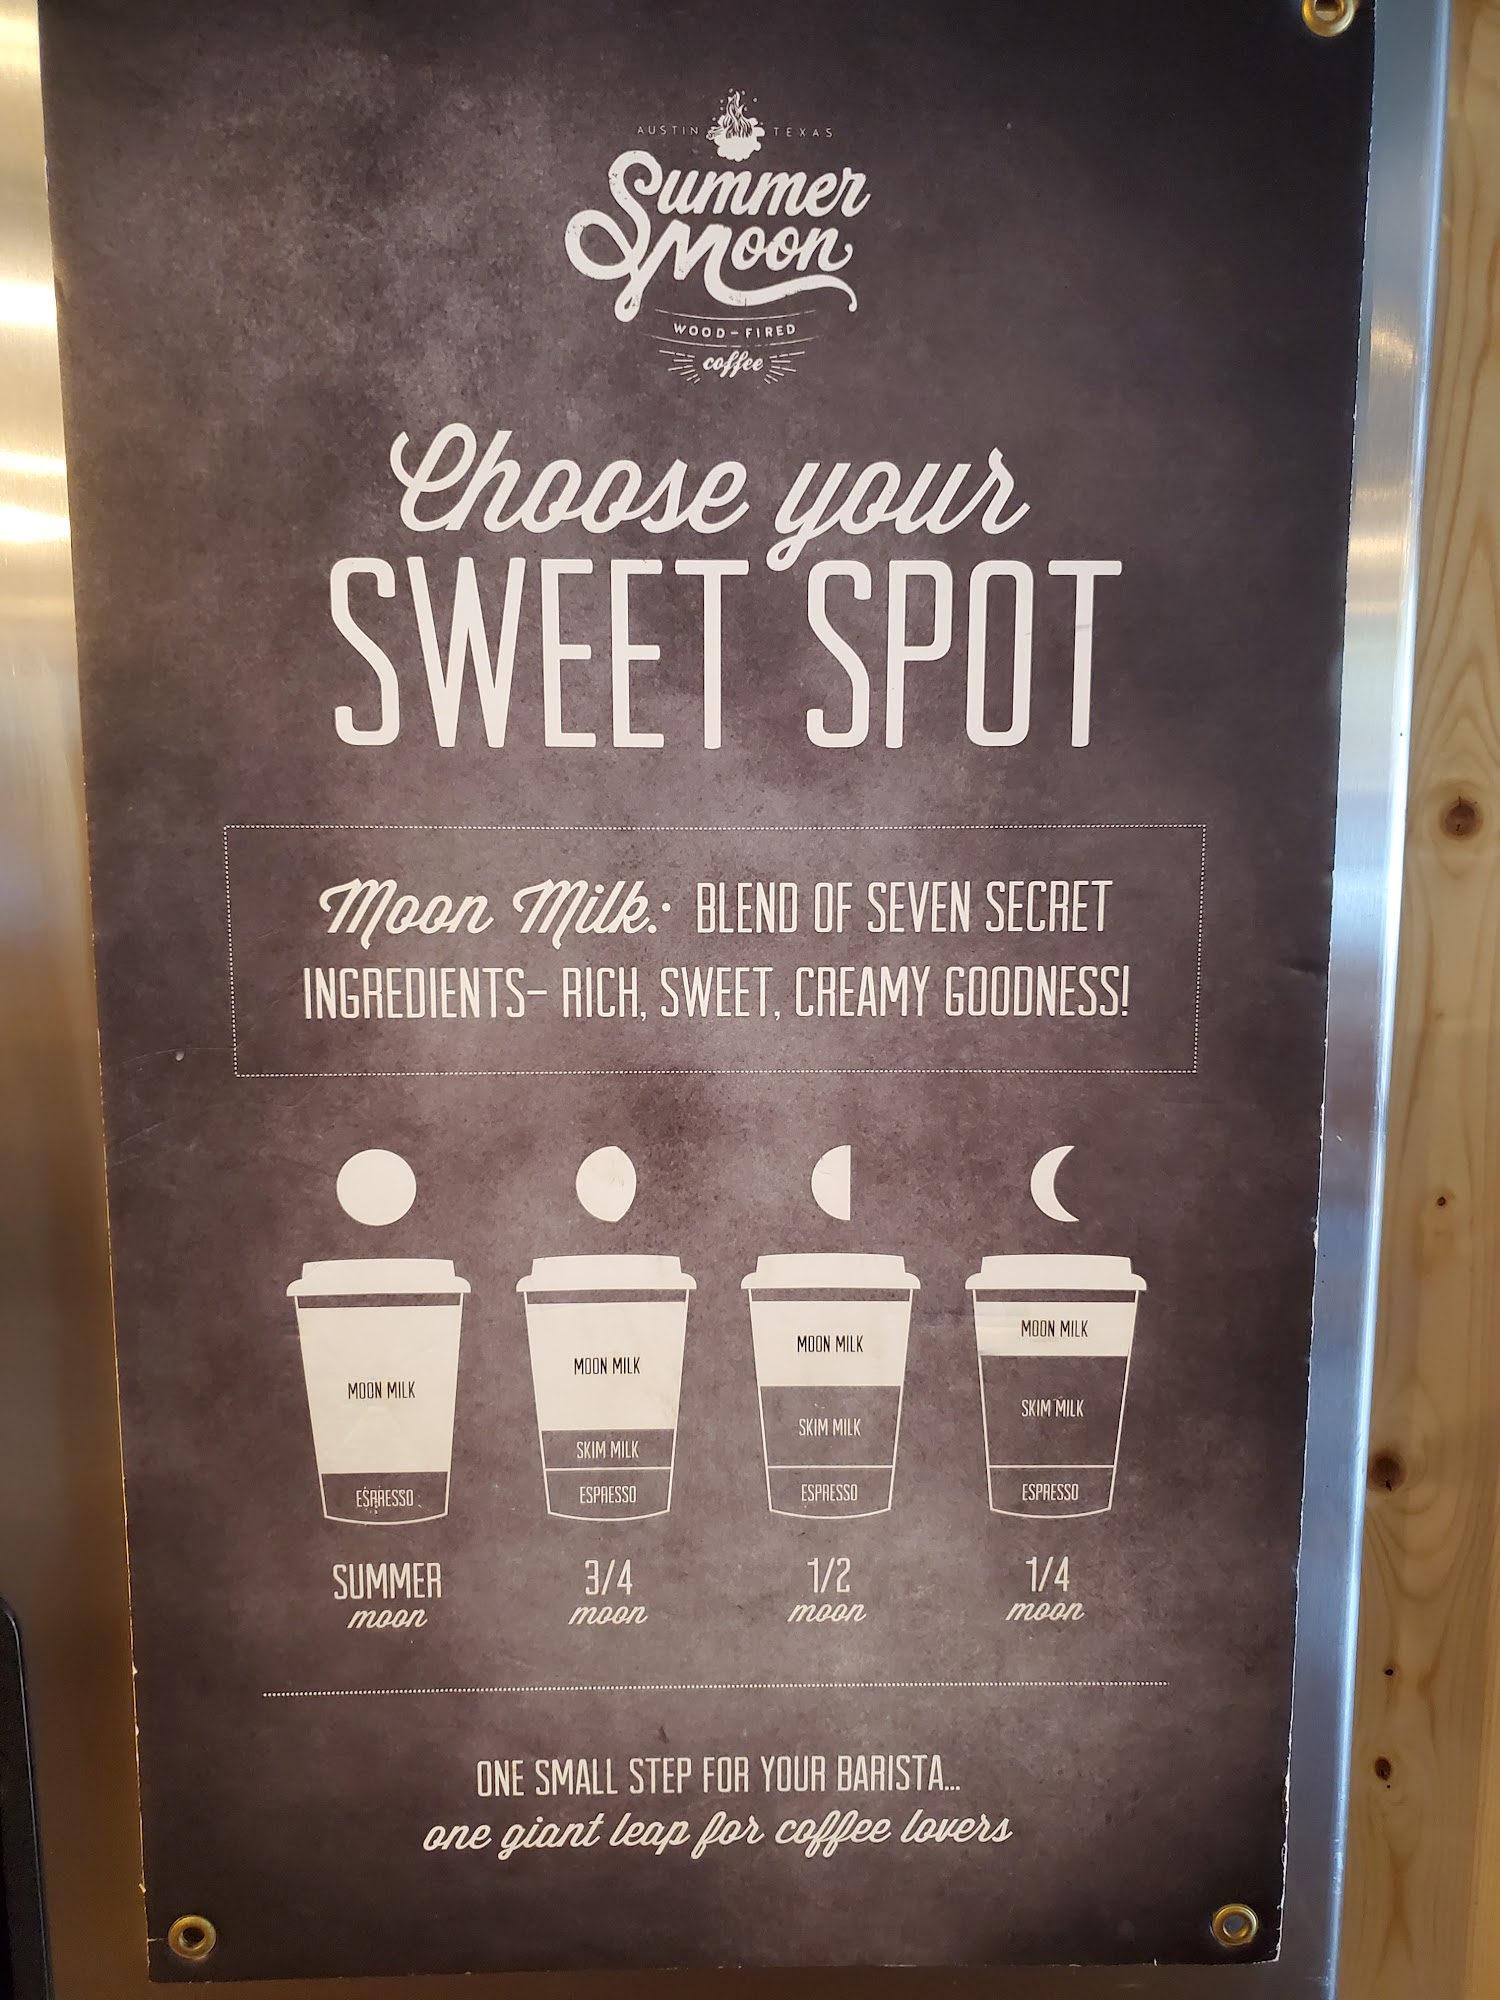 AUSTIN TEXAS
Summer
Moon
WOOD-FIRED
coffee
Choose your
SWEET SPOT
Moon Milk: BLEND OF SEVEN SECRET
INGREDIENTS- RICH, SWEET, CREAMY GOODNESS!
MOON MILK
ESPRESSO
SUMMER
moon
MOON MILK
SKIM MILK
ESPRESSO
3/4
moon
MOON MILK
SKIM MILK
ESPRESSO
1/2
moon
MOON MILK
SKIM MILK
ESPRESSO
1/4
moon
ONE SMALL STEP FOR YOUR BARISTA...
one giant leap for coffee lovers